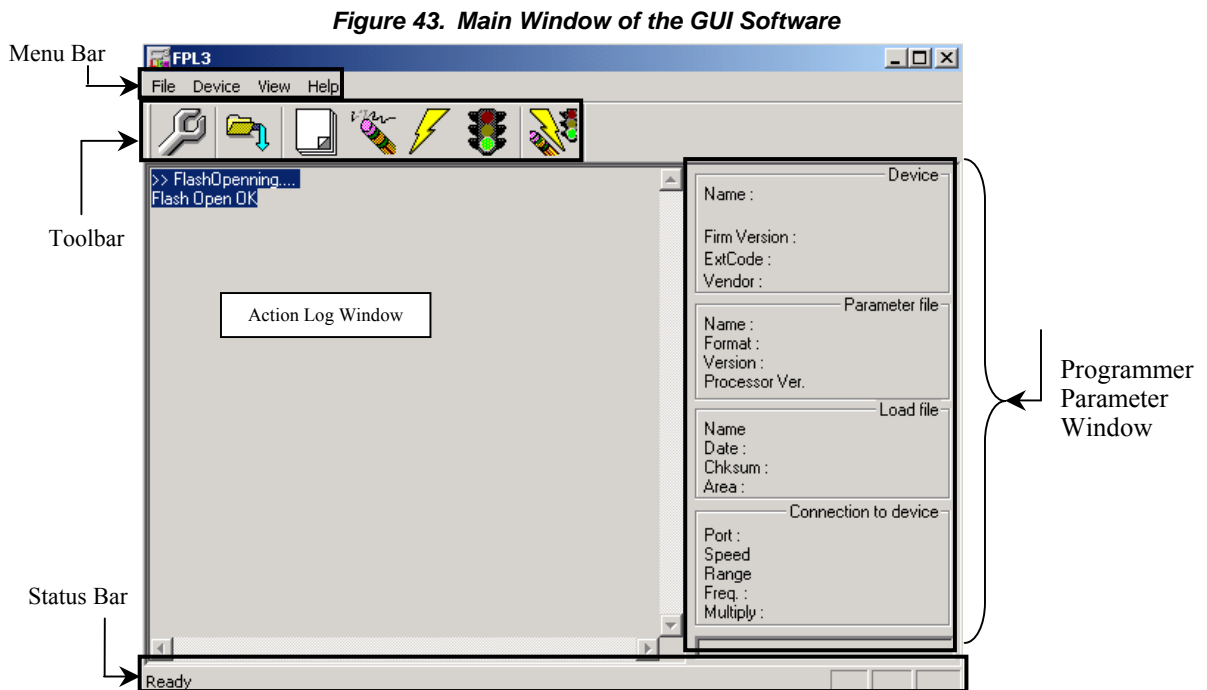 Figure 43. Main Window of the GUI Software
Menu Bar
FPL3
File Device View Help
Toolbar
>> FlashOpenning....
Flash Open OK
Action Log Window
Device
Name :
Firm Version :
ExtCode :
Vendor :
Parameter file
Name :
Format :
Version :
Processor Ver.
Load file
Name
Date :
Chksum :
Area :
Connection to device
Port :
Speed
Range
Freq. :
Multiply :
Programmer
Parameter
Window
Status Bar
Ready